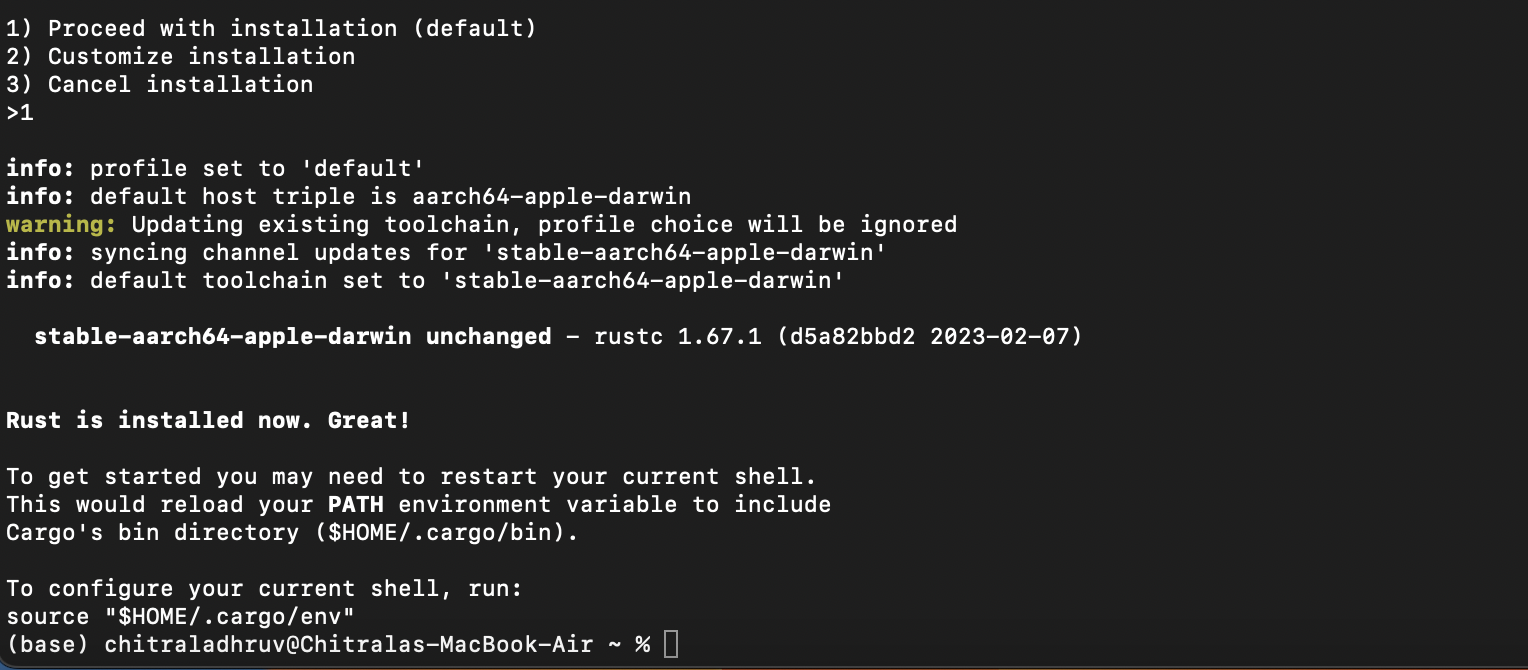 1) Proceed with installation (default)
2) Customize installation
3) Cancel installation
>1
info: profile set to 'default'
info: default host triple is aarch64-apple-darwin
warning: Updating existing toolchain, profile choice will be ignored
info: syncing channel updates for 'stable-aarch64-apple-darwin'
info: default toolchain set to 'stable-aarch64-apple-darwin'
stable-aarch64-apple-darwin unchanged - rustc 1.67.1 (d5a82bbd2 2023-02-07)
Rust is installed now. Great!
To get started you may need to restart your current shell.
This would reload your PATH environment variable to include
Cargo's bin directory ($HOME/.cargo/bin).
To configure your current shell, run:
source "$HOME/.cargo/env"
(base) chitraladhruv@Chitralas-MacBook-Air ~ %